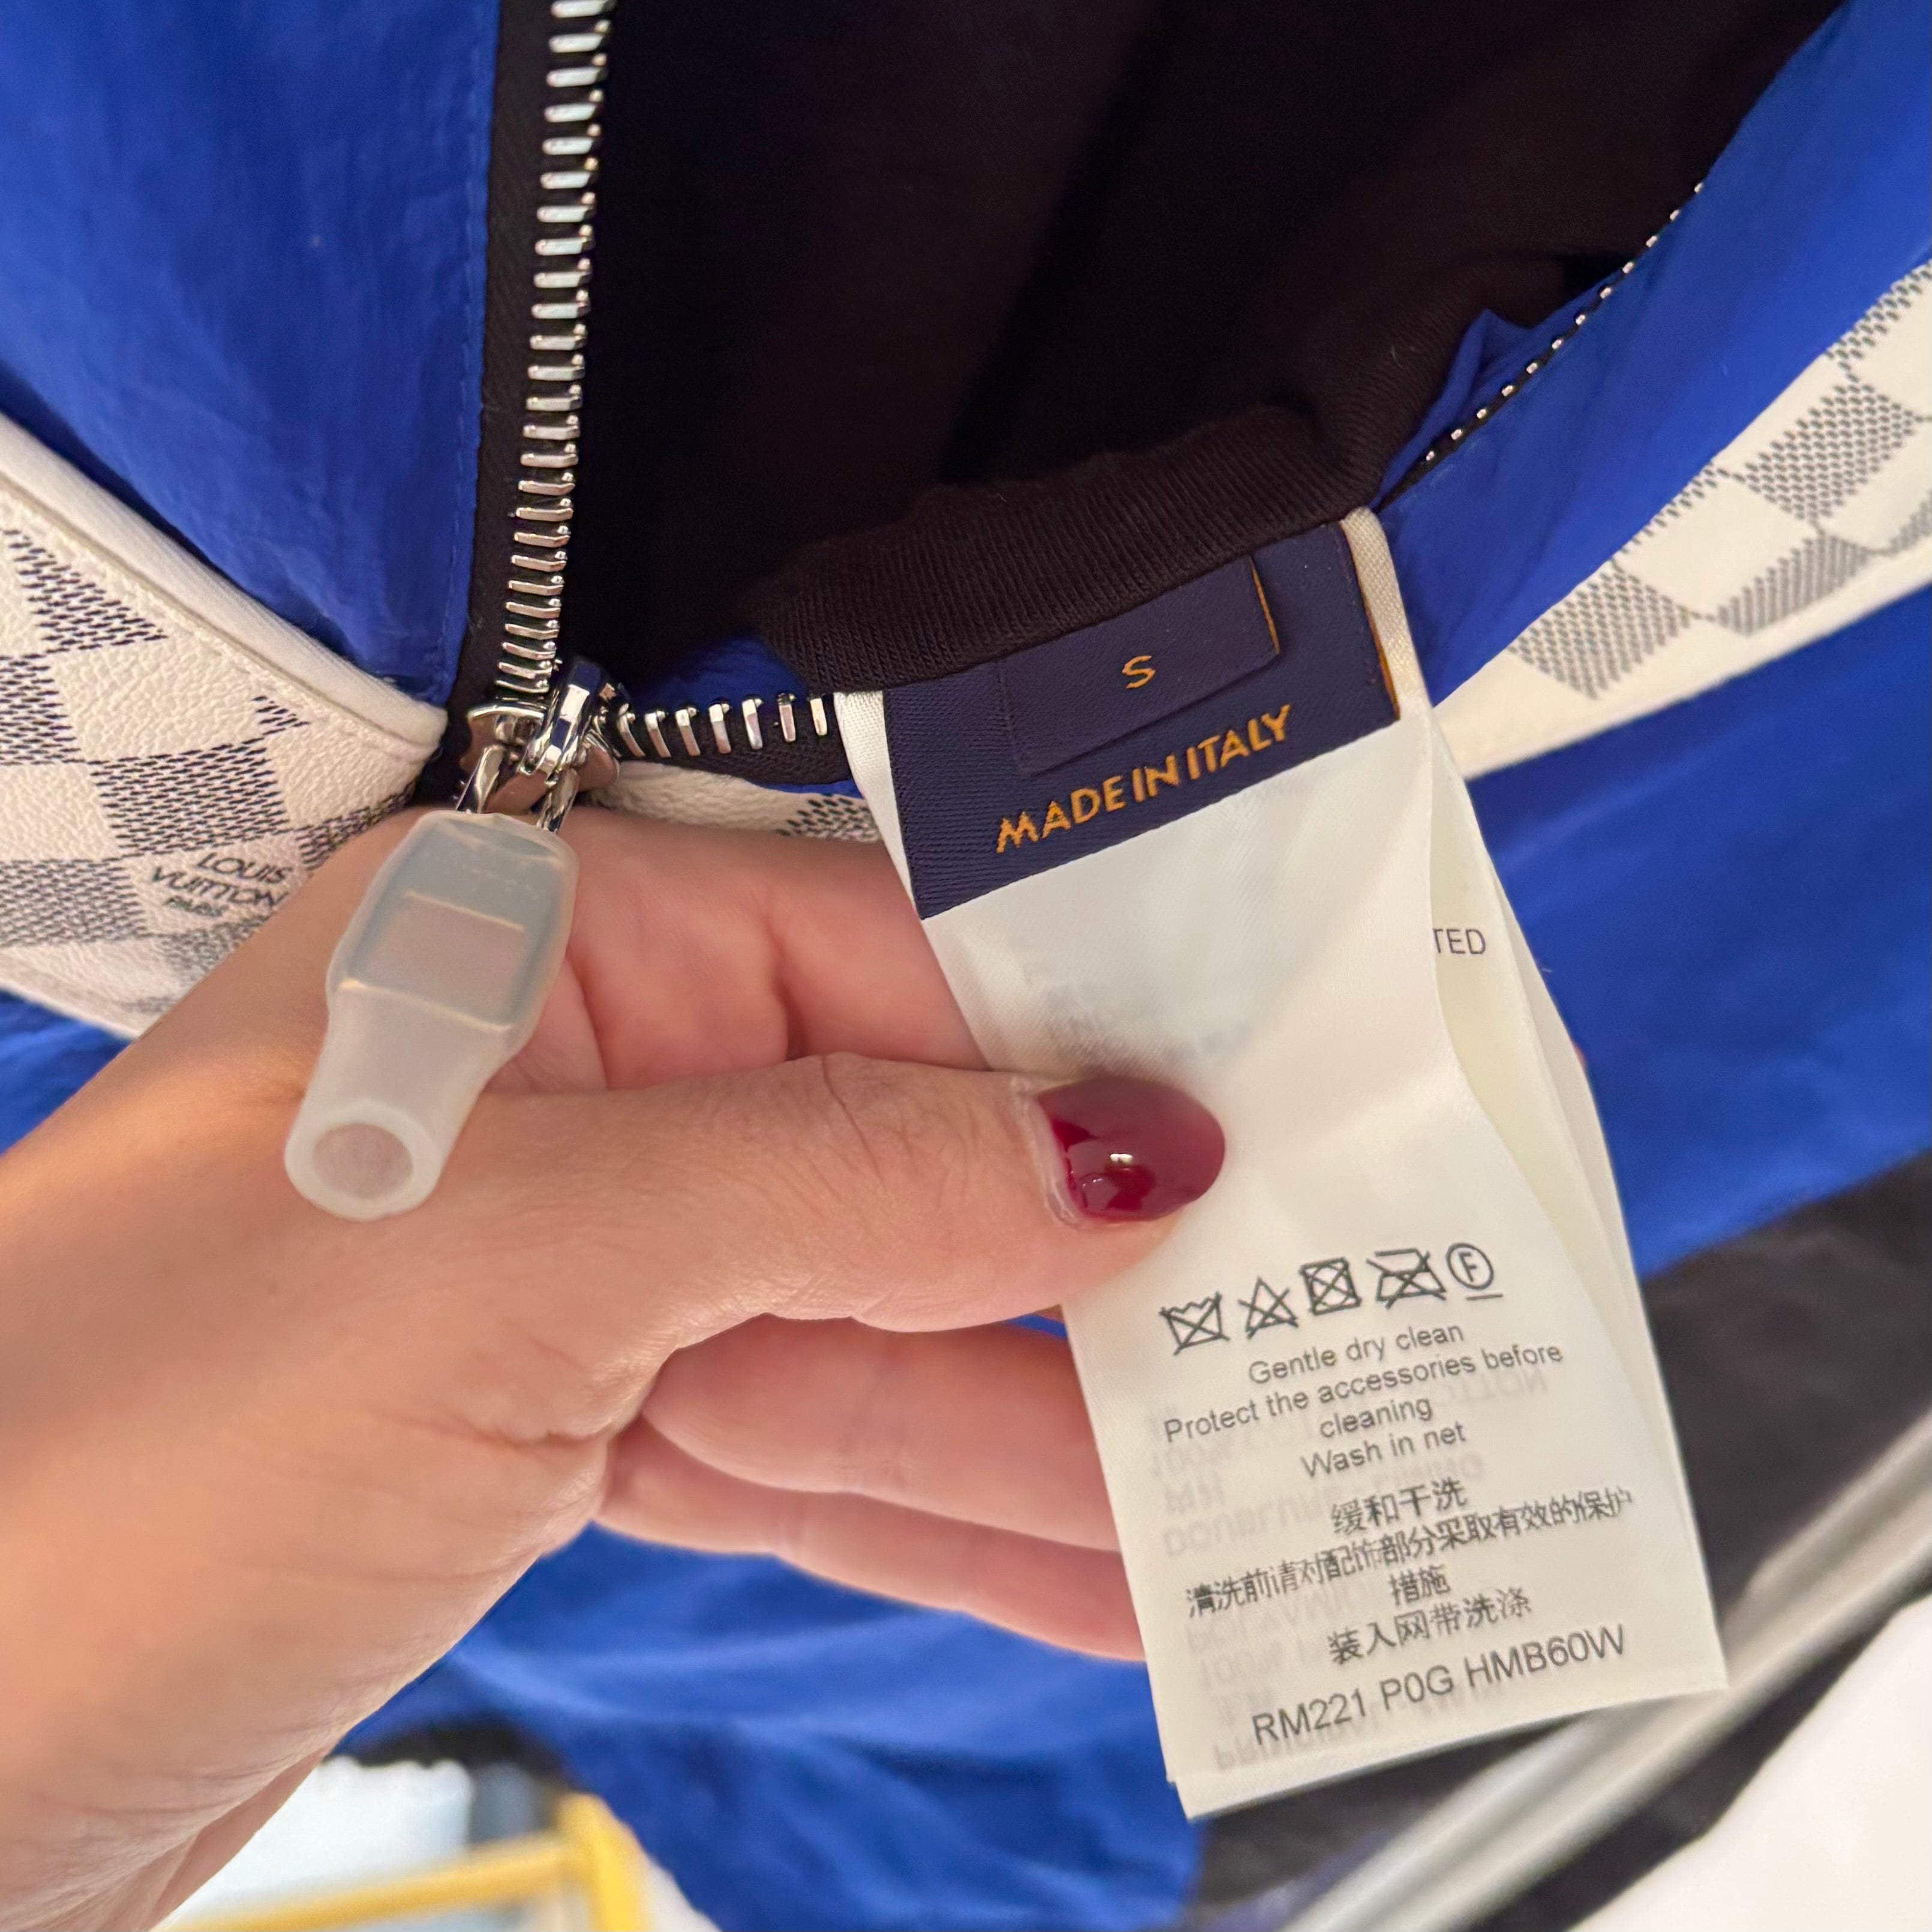 S
MADE IN ITALY
LOUIS
VUITTON
PARIS
TED
F
Gentle dry clean
Protect the accessories before
cleaning
Wash in net
缓和干洗
清洗前请对配饰部分采取有效的保护
措施
装入网带洗涤
RM221 P0G HMB60W